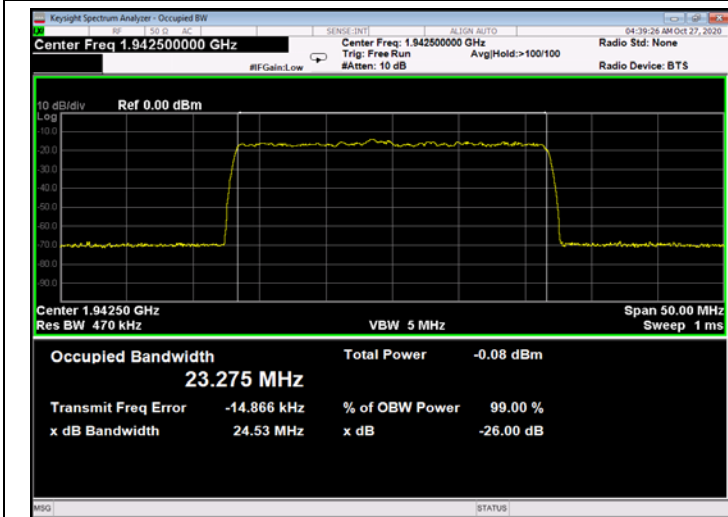 Keysight Spectrum Analyzer - Occupied BW
RF 50 Ω AC SENSE:INT ALIGN AUTO 04:39:26 AM Oct 27, 2020
Center Freq 1.942500000 GHz
Center Freq: 1.942500000 GHz
Radio Std: None
Trig: Free Run Avg|Hold:>100/100
#IFGain:Low #Atten: 10 dB Radio Device: BTS
10 dB/div Ref 0.00 dBm
Log
-10.0
-20.0
-30.0
-40.0
-50.0
-60.0
-70.0
-80.0
-90.0
Center 1.94250 GHz Span 50.00 MHz
Res BW 470 kHz VBW 5 MHz Sweep 1 ms
Occupied Bandwidth Total Power -0.08 dBm
23.275 MHz
Transmit Freq Error -14.866 kHz % of OBW Power 99.00 %
x dB Bandwidth 24.53 MHz x dB -26.00 dB
MSG STATUS